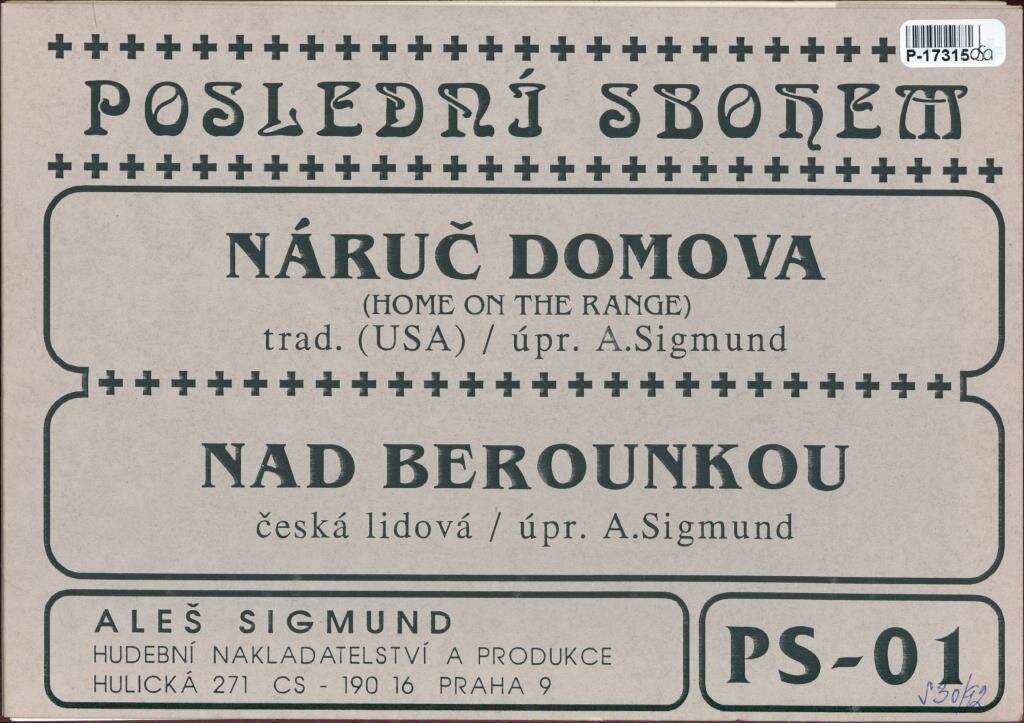 P-17315
POSLEDNÍ SBOHEM
NÁRUČ DOMOVA
(HOME ON THE RANGE)
trad. (USA) / úpr. A.Sigmund
NAD BEROUNKOU
česká lidová / úpr. A.Sigmund
ALEŠ SIGMUND
HUDEBNÍ NAKLADATELSTVÍ A PRODUKCE
HULICKÁ 271 CS - 190 16 PRAHA 9
PS-01